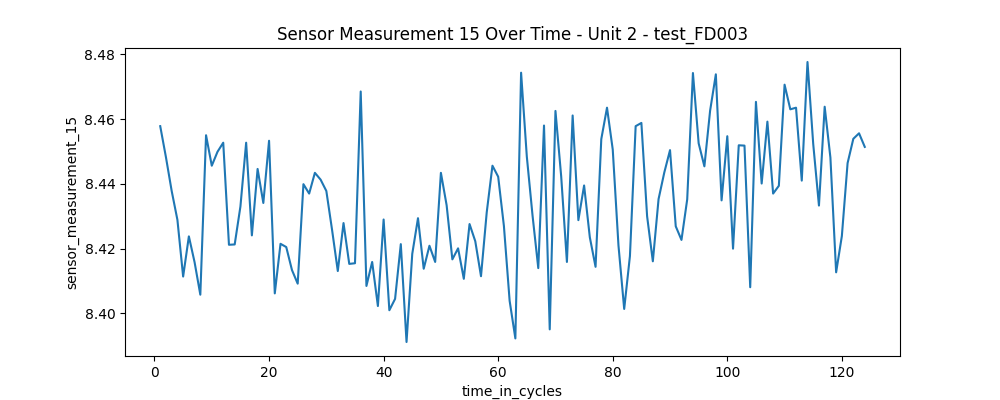 Sensor Measurement 15 Over Time - Unit 2 - test_FD003
8.48
8.46
8.44
8.42
8.40
sensor_measurement_15
0 20 40 60 80 100 120
time_in_cycles